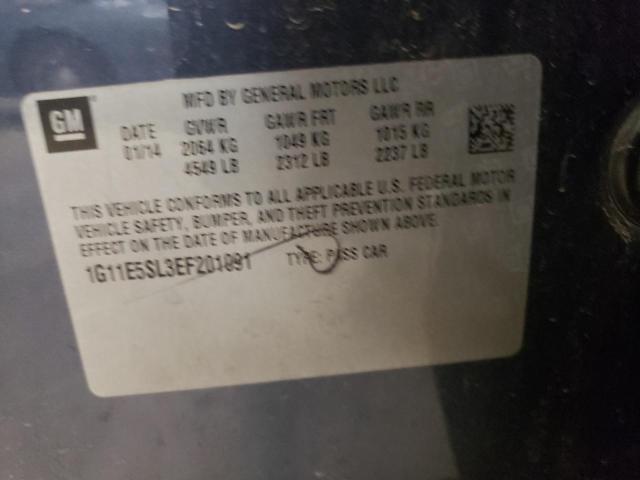 MFD BY GENERAL MOTORS LLC
GM
DATE GVWR GAWR FRT GAWR RR
01/14 2064 KG 1049 KG 1015 KG
4549 LB 2312 LB 2237 LB
THIS VEHICLE CONFORMS TO ALL APPLICABLE U.S. FEDERAL MOTOR
VEHICLE SAFETY, BUMPER, AND THEFT PREVENTION STANDARDS IN
EFFECT ON THE DATE OF MANUFACTURE SHOWN ABOVE.
1G11E5SL3EF201091 TYPE: PASS CAR